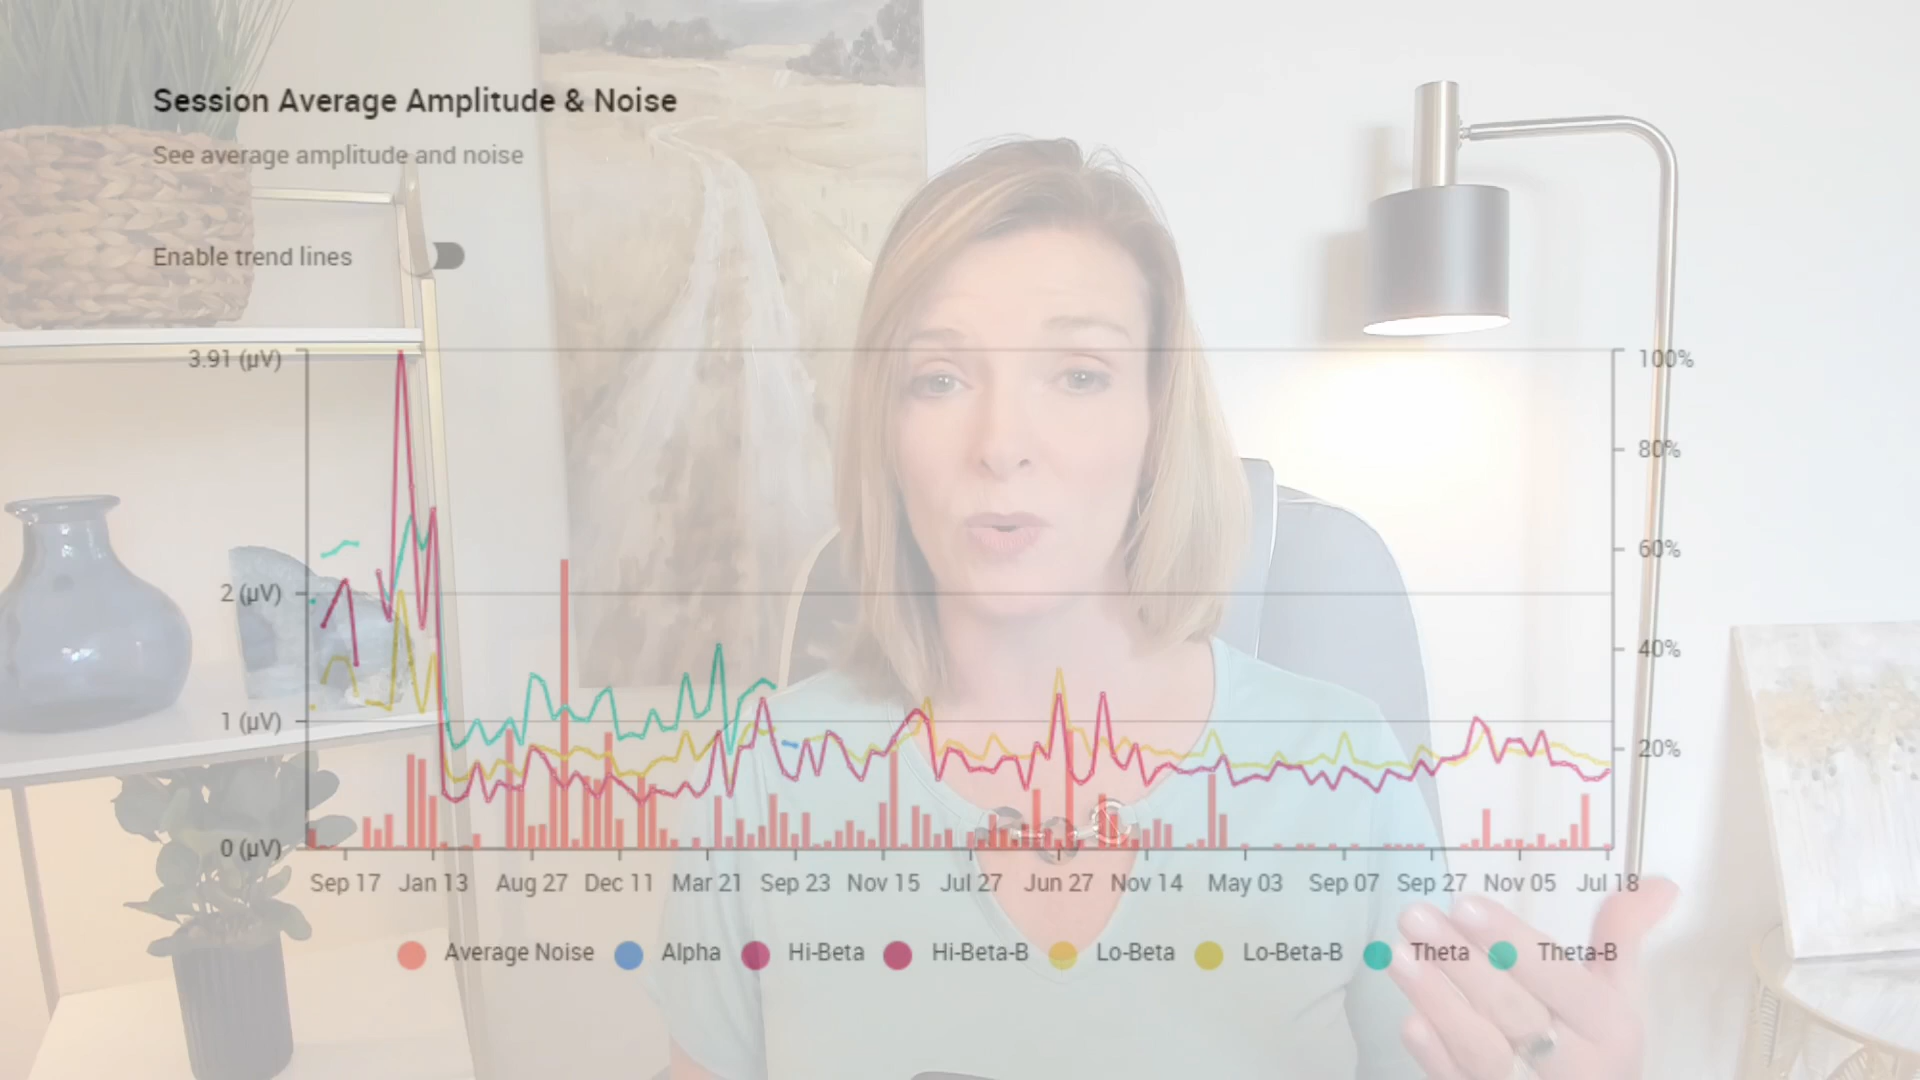 Session Average Amplitude & Noise
See average amplitude and noise
Enable trend lines
3.91 (µV)
2 (µV)
1 (µV)
0 (µV)
100%
80%
60%
40%
20%
Sep 17 Jan 13 Aug 27 Dec 11 Mar 21 Sep 23 Nov 15 Jul 27 Jun 27 Nov 14 May 03 Sep 07 Sep 27 Nov 05 Jul 18
Average Noise Alpha Hi-Beta Hi-Beta-B Lo-Beta Lo-Beta-B Theta Theta-B